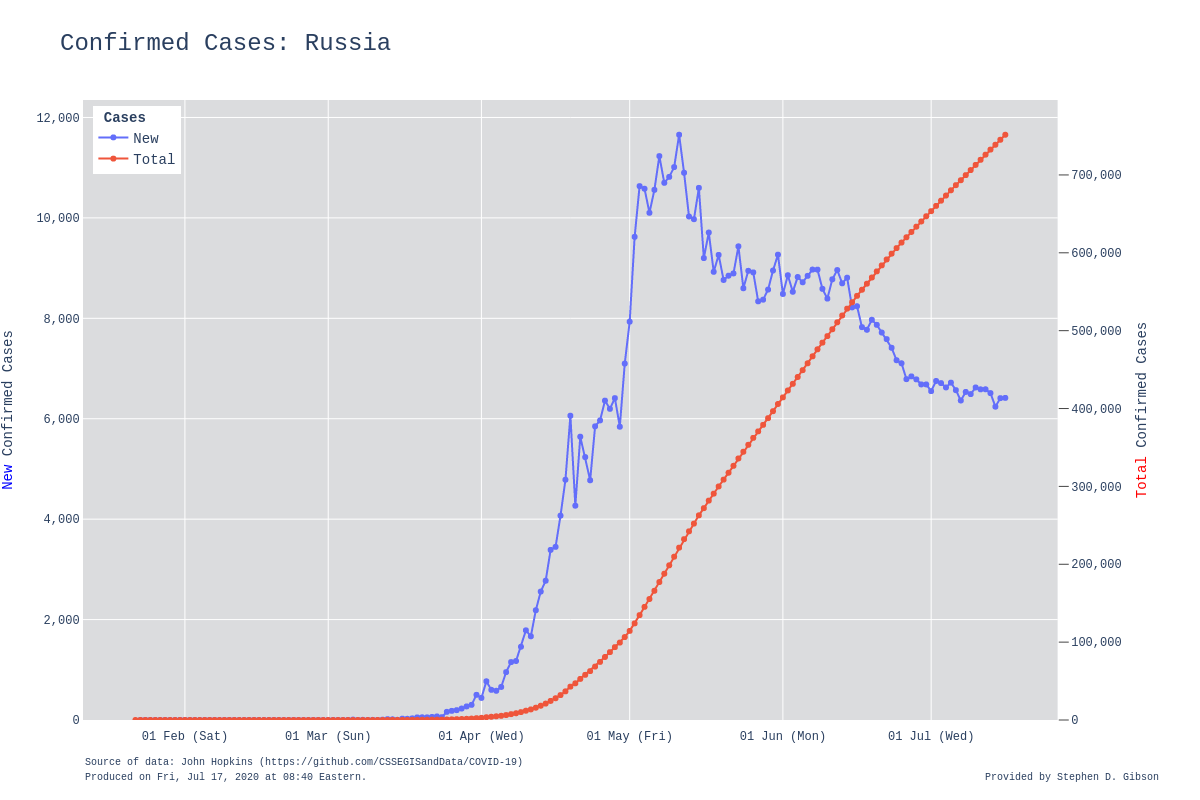 Confirmed Cases: Russia
Cases
New
Total
12,000
10,000
8,000
6,000
4,000
2,000
0
New Confirmed Cases
700,000
600,000
500,000
400,000
300,000
200,000
100,000
0
Total Confirmed Cases
01 Feb (Sat) 01 Mar (Sun) 01 Apr (Wed) 01 May (Fri) 01 Jun (Mon) 01 Jul (Wed)
Source of data: John Hopkins (https://github.com/CSSEGISandData/COVID-19)
Produced on Fri, Jul 17, 2020 at 08:40 Eastern.
Provided by Stephen D. Gibson